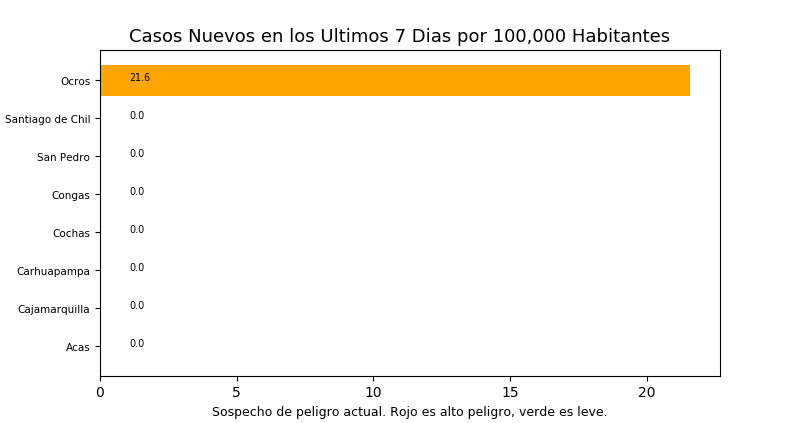 Casos Nuevos en los Ultimos 7 Dias por 100,000 Habitantes
Ocros 21.6
Santiago de Chil 0.0
San Pedro 0.0
Congas 0.0
Cochas 0.0
Carhuapampa 0.0
Cajamarquilla 0.0
Acas 0.0
0 5 10 15 20
Sospecho de peligro actual. Rojo es alto peligro, verde es leve.